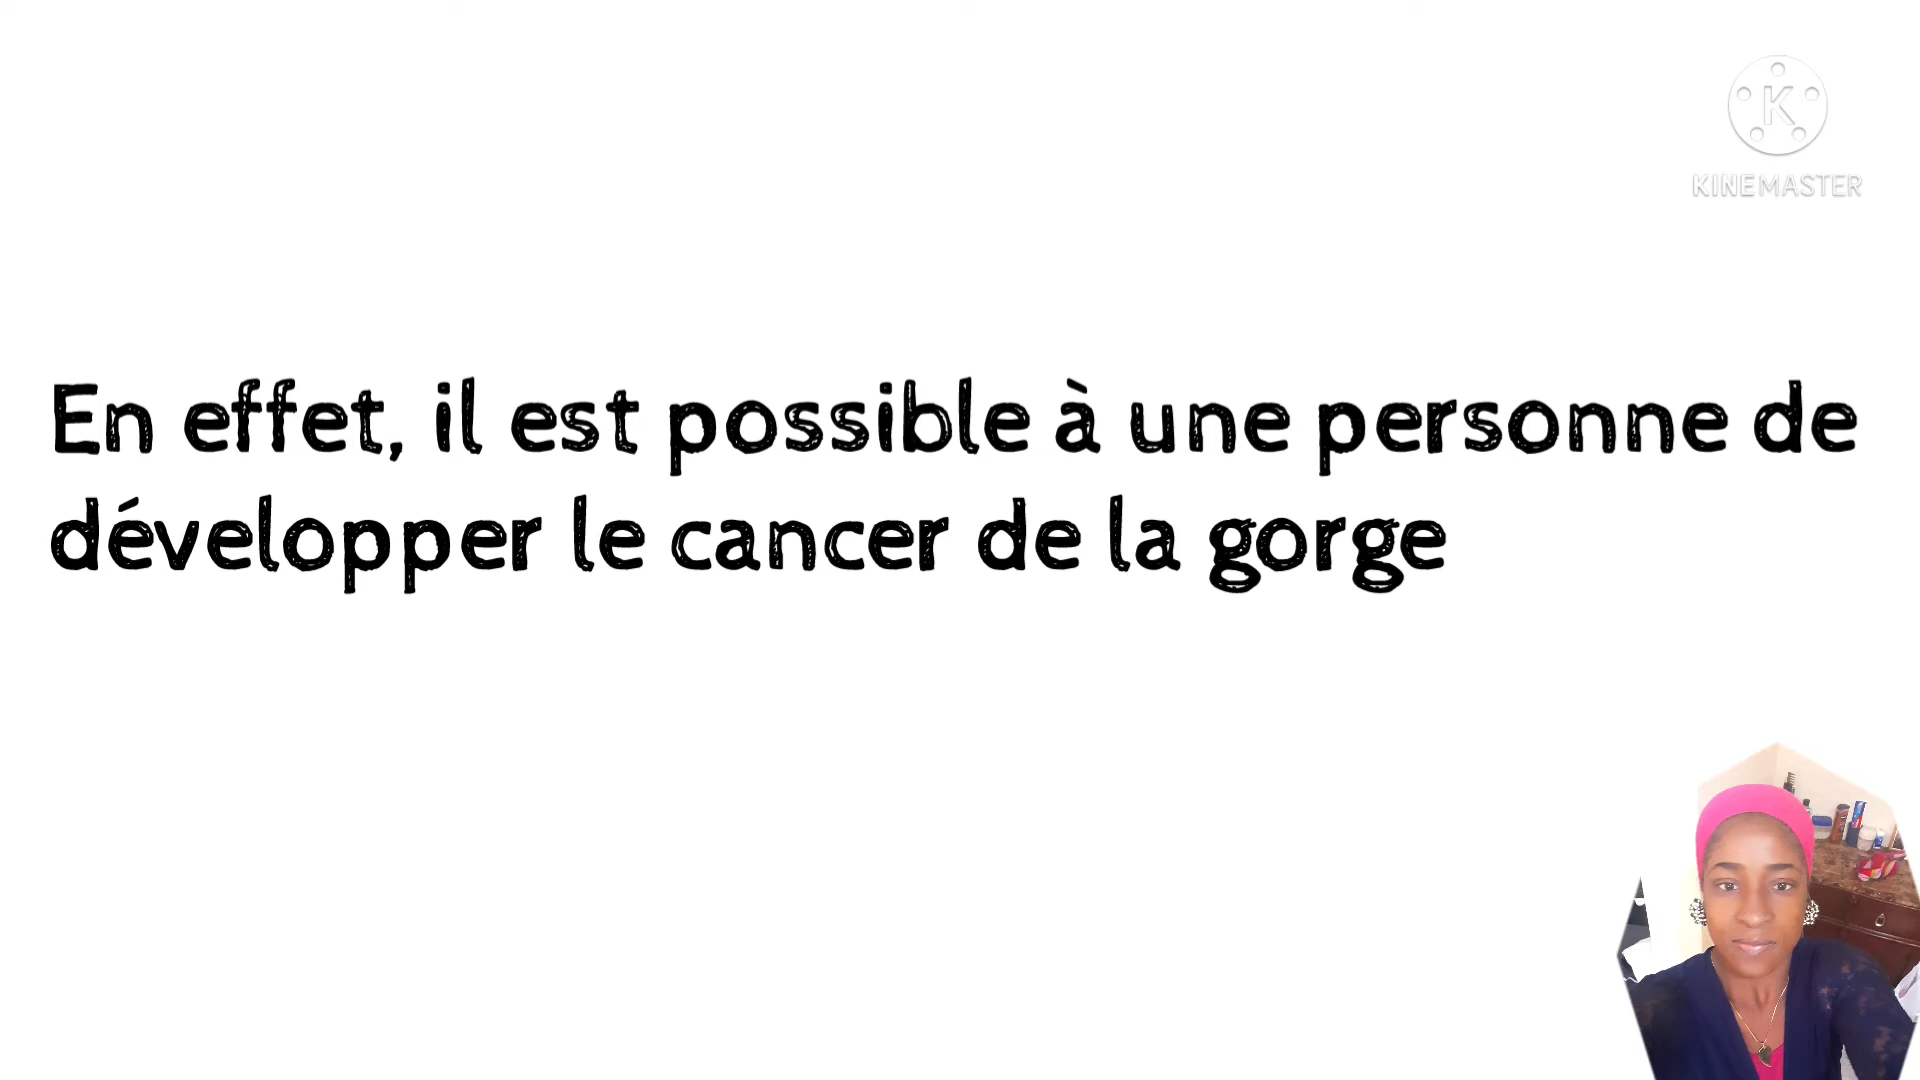 K
KINEMASTER
En effet, il est possible à une personne de
développer le cancer de la gorge